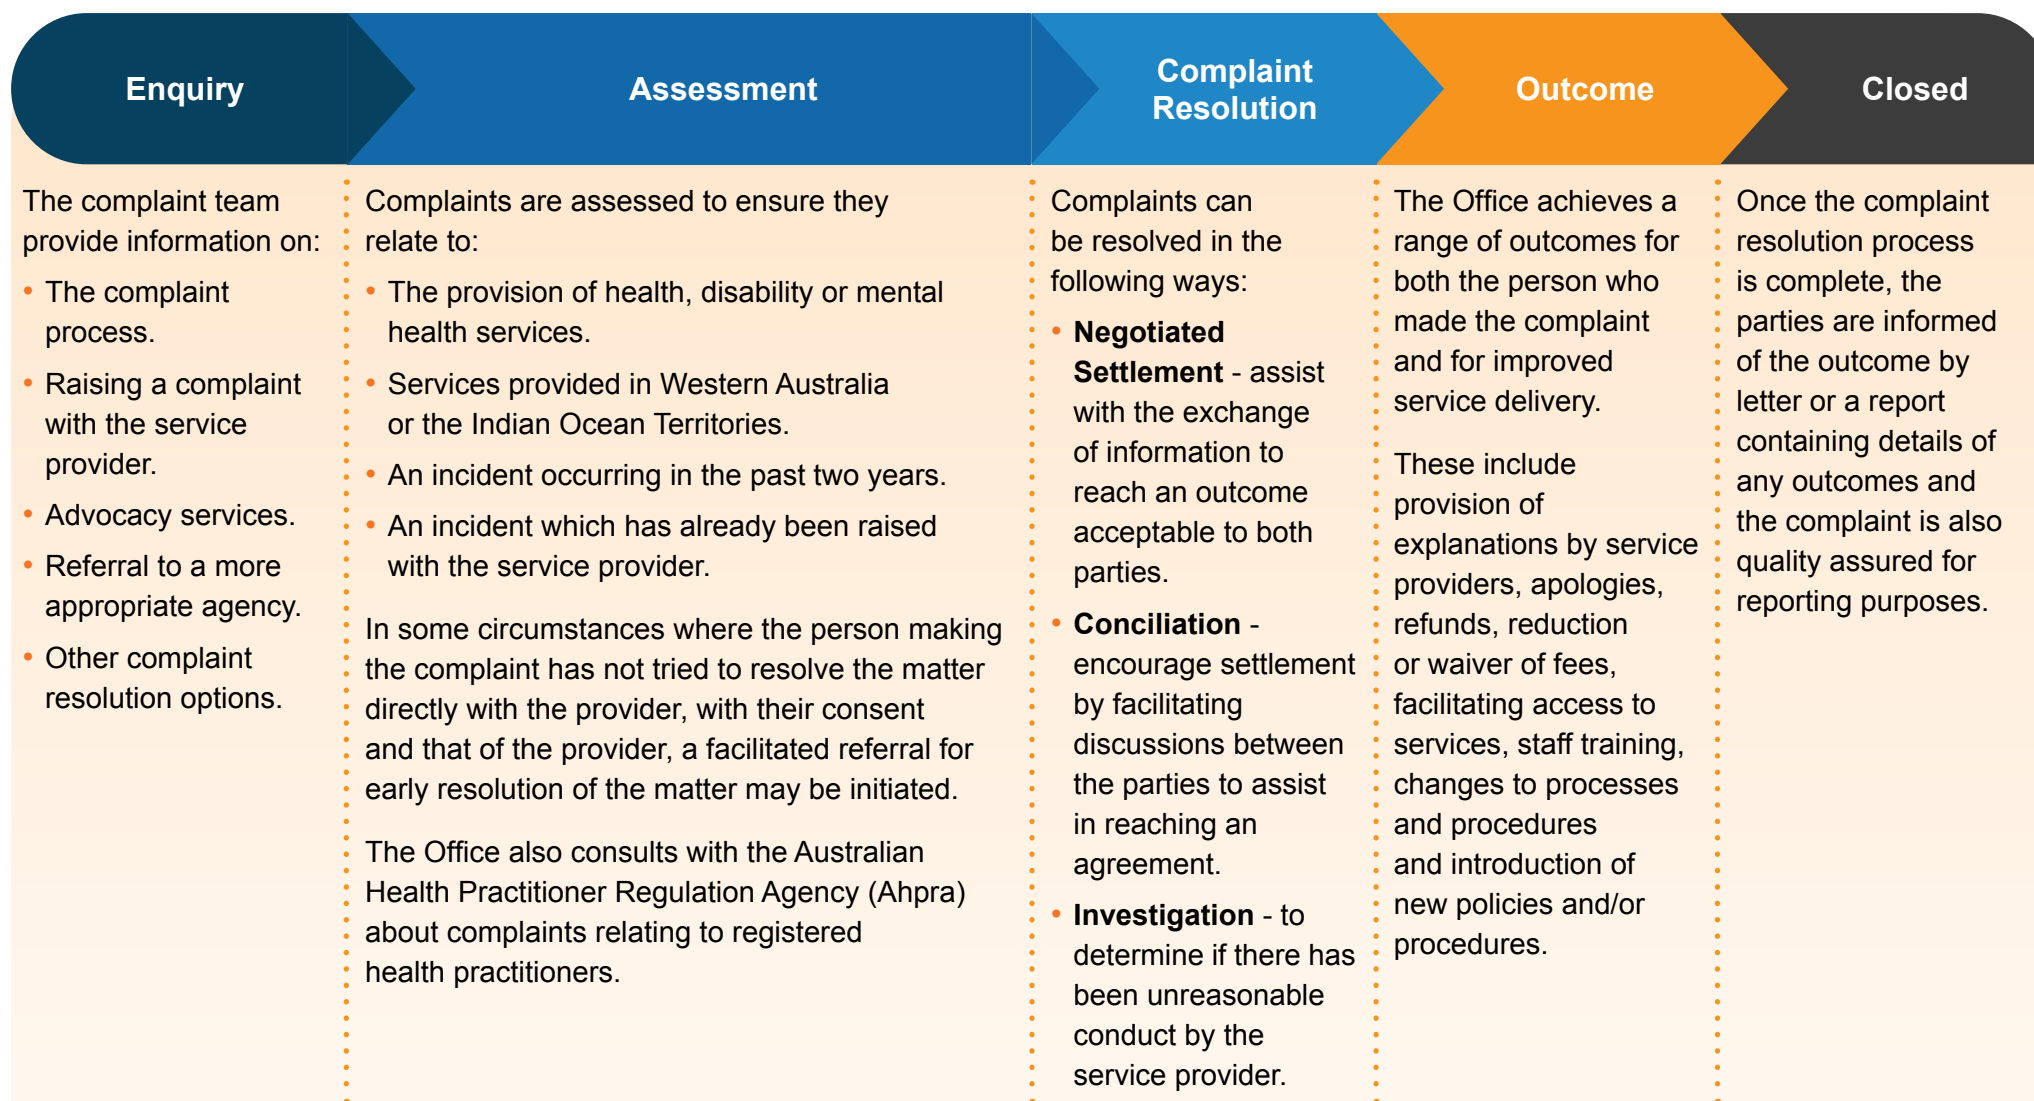 Enquiry
Assessment
Complaint
Resolution
Outcome
Closed
The complaint team
provide information on:
• The complaint
process.
• Raising a complaint
with the service
provider.
• Advocacy services.
• Referral to a more
appropriate agency.
• Other complaint
resolution options.
Complaints are assessed to ensure they
relate to:
• The provision of health, disability or mental
health services.
• Services provided in Western Australia
or the Indian Ocean Territories.
• An incident occurring in the past two years.
• An incident which has already been raised
with the service provider.
In some circumstances where the person making
the complaint has not tried to resolve the matter
directly with the provider, with their consent
and that of the provider, a facilitated referral for
early resolution of the matter may be initiated.
The Office also consults with the Australian
Health Practitioner Regulation Agency (Ahpra)
about complaints relating to registered
health practitioners.
Complaints can
be resolved in the
following ways:
• Negotiated
Settlement - assist
with the exchange
of information to
reach an outcome
acceptable to both
parties.
• Conciliation -
encourage settlement
by facilitating
discussions between
the parties to assist
in reaching an
agreement.
• Investigation - to
determine if there has
been unreasonable
conduct by the
service provider.
The Office achieves a
range of outcomes for
both the person who
made the complaint
and for improved
service delivery.
These include
provision of
explanations by service
providers, apologies,
refunds, reduction
or waiver of fees,
facilitating access to
services, staff training,
changes to processes
and procedures
and introduction of
new policies and/or
procedures.
Once the complaint
resolution process
is complete, the
parties are informed
of the outcome by
letter or a report
containing details of
any outcomes and
the complaint is also
quality assured for
reporting purposes.